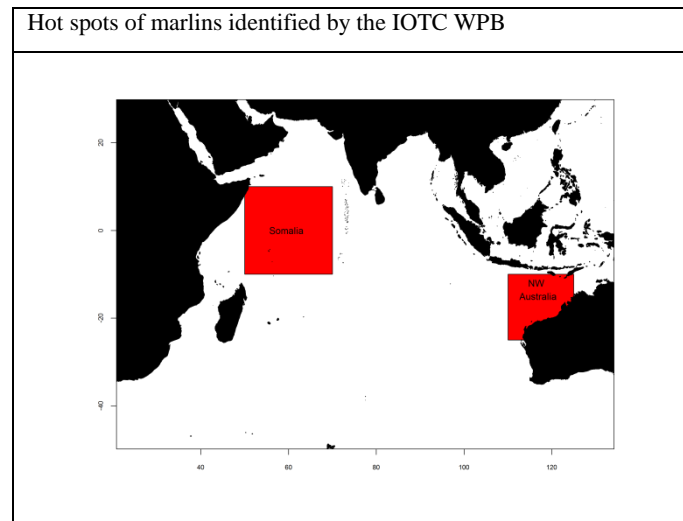 Hot spots of marlins identified by the IOTC WPB
20
0
-20
-40
Somalia
NW
Australia
40
60
80
100
120